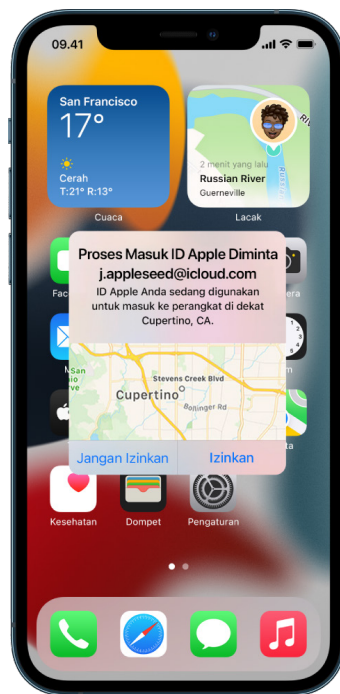 09.41
San Francisco
17°
Cerah
T:21° R:13°
Cuaca
2 menit yang lalu
Russian River
Guerneville
Lacak
Proses Masuk ID Apple Diminta
j.appleseed@icloud.com
ID Apple Anda sedang digunakan
untuk masuk ke perangkat di dekat
Cupertino, CA.
Stevens Creek Blvd
Cupertino
Bollinger Rd
Jangan Izinkan
Izinkan
Kesehatan
Dompet
Pengaturan